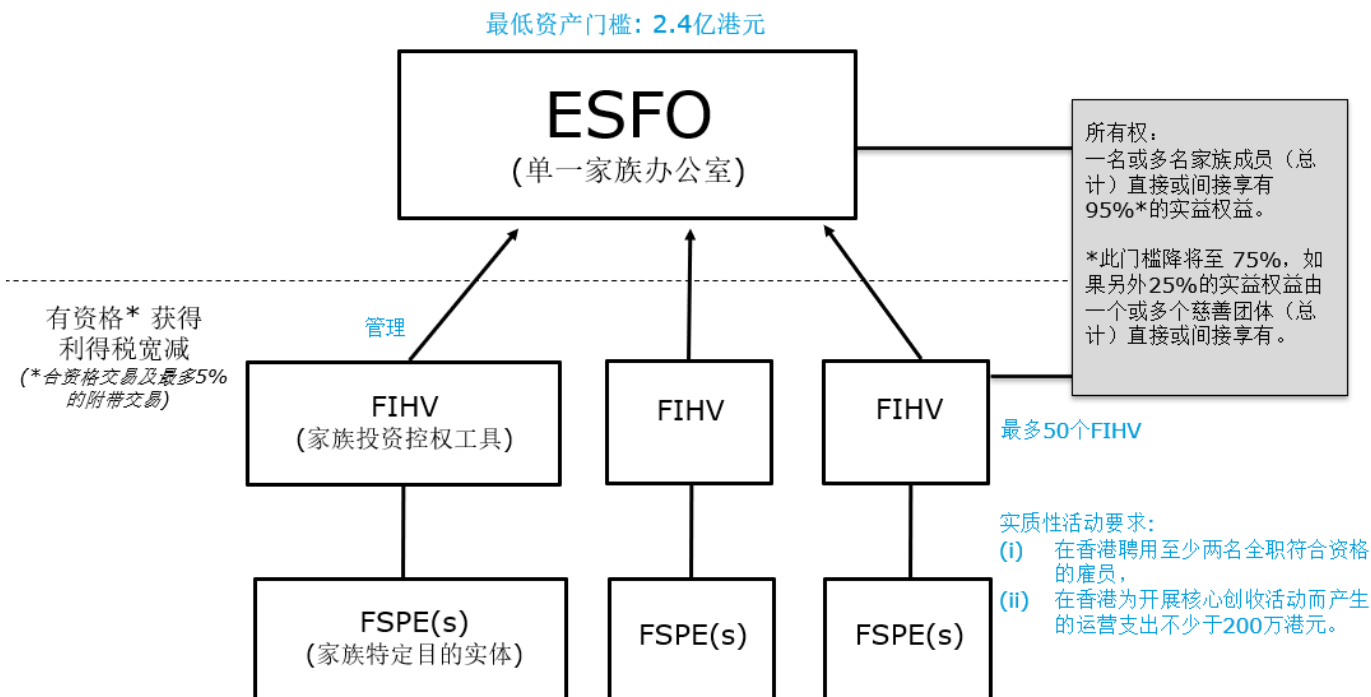 最低资产门槛: 2.4亿港元
ESFO
(单一家族办公室)
所有权：
一名或多名家族成员（总
计）直接或间接享有
95%*的实益权益。
*此门槛降将至 75%，如
果另外25%的实益权益由
一个或多个慈善团体（总
计）直接或间接享有。
有资格* 获得
利得税宽减
(*合资格交易及最多5%
的附带交易)
管理
FIHV
(家族投资控权工具)
FIHV
FIHV
最多50个FIHV
实质性活动要求:
(i) 在香港聘用至少两名全职符合资格
的雇员，
(ii) 在香港为开展核心创收活动而产生
的运营支出不少于200万港元。
FSPE(s)
(家族特定目的实体)
FSPE(s)
FSPE(s)